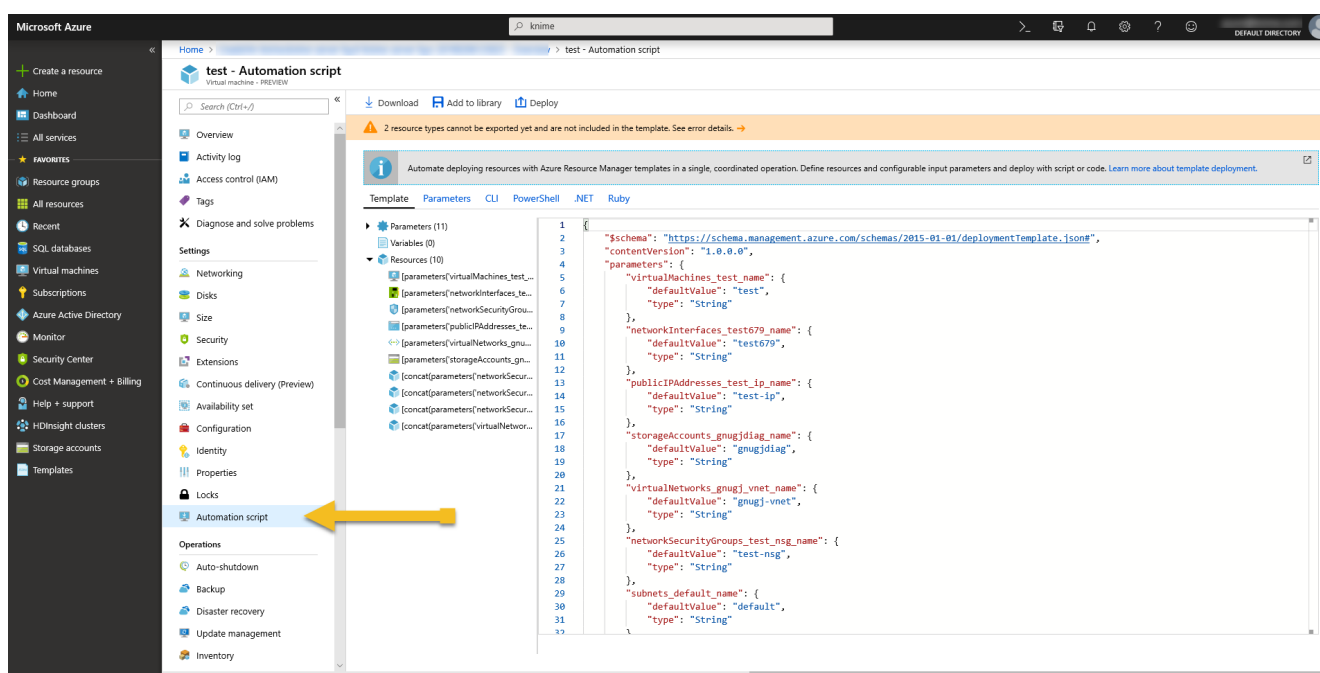 Microsoft Azure
knime
DEFAULT DIRECTORY
Home >
> test - Automation script
Create a resource
Home
Dashboard
All services
FAVORITES
Resource groups
All resources
Recent
SQL databases
Virtual machines
Subscriptions
Azure Active Directory
Monitor
Security Center
Cost Management + Billing
Help + support
HDInsight clusters
Storage accounts
Templates
test - Automation script
Virtual machine - PREVIEW
Search (Ctrl+/)
Overview
Activity log
Access control (IAM)
Tags
Diagnose and solve problems
Settings
Networking
Disks
Size
Security
Extensions
Continuous delivery (Preview)
Availability set
Configuration
Identity
Properties
Locks
Automation script
Operations
Auto-shutdown
Backup
Disaster recovery
Update management
Inventory
Download
Add to library
Deploy
2 resource types cannot be exported yet and are not included in the template. See error details. →
Automate deploying resources with Azure Resource Manager templates in a single, coordinated operation. Define resources and configurable input parameters and deploy with script or code. Learn more about template deployment.
Template Parameters CLI PowerShell .NET Ruby
Parameters (11)
Variables (0)
Resources (10)
[parameters('virtualMachines_test_...
[parameters('networkInterfaces_te...
[parameters('networkSecurityGrou...
[parameters('publicIPAddresses_te...
[parameters('virtualNetworks_gnu...
[parameters('storageAccounts_gn...
[concat(parameters('networkSecur...
[concat(parameters('networkSecur...
[concat(parameters('networkSecur...
[concat(parameters('virtualNetwor...
1 {
2 "$schema": "https://schema.management.azure.com/schemas/2015-01-01/deploymentTemplate.json#",
3 "contentVersion": "1.0.0.0",
4 "parameters": {
5 "virtualMachines_test_name": {
6 "defaultValue": "test",
7 "type": "String"
8 },
9 "networkInterfaces_test679_name": {
10 "defaultValue": "test679",
11 "type": "String"
12 },
13 "publicIPAddresses_test_ip_name": {
14 "defaultValue": "test-ip",
15 "type": "String"
16 },
17 "storageAccounts_gnugjdiag_name": {
18 "defaultValue": "gnugjdiag",
19 "type": "String"
20 },
21 "virtualNetworks_gnugj_vnet_name": {
22 "defaultValue": "gnugj-vnet",
23 "type": "String"
24 },
25 "networkSecurityGroups_test_nsg_name": {
26 "defaultValue": "test-nsg",
27 "type": "String"
28 },
29 "subnets_default_name": {
30 "defaultValue": "default",
31 "type": "String"
32 }